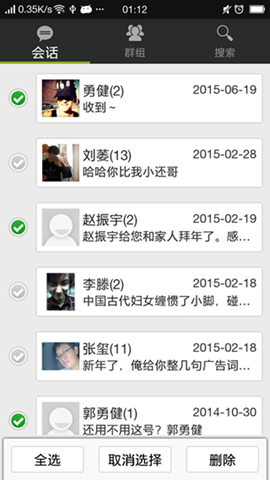 0.35K/s 01:12
会话 群组 搜索
勇健(2) 2015-06-19
收到～
刘萎(13) 2015-02-28
哈哈你比我小还哥
赵振宇(2) 2015-02-19
赵振宇给您和家人拜年了。感...
李滕(2) 2015-02-18
中国古代妇女缠惯了小脚，碰...
张玺(11) 2015-02-18
新年了，俺给你整几句广告词...
郭勇健(1) 2014-10-30
还用不用这号？郭勇健
全选 取消选择 删除